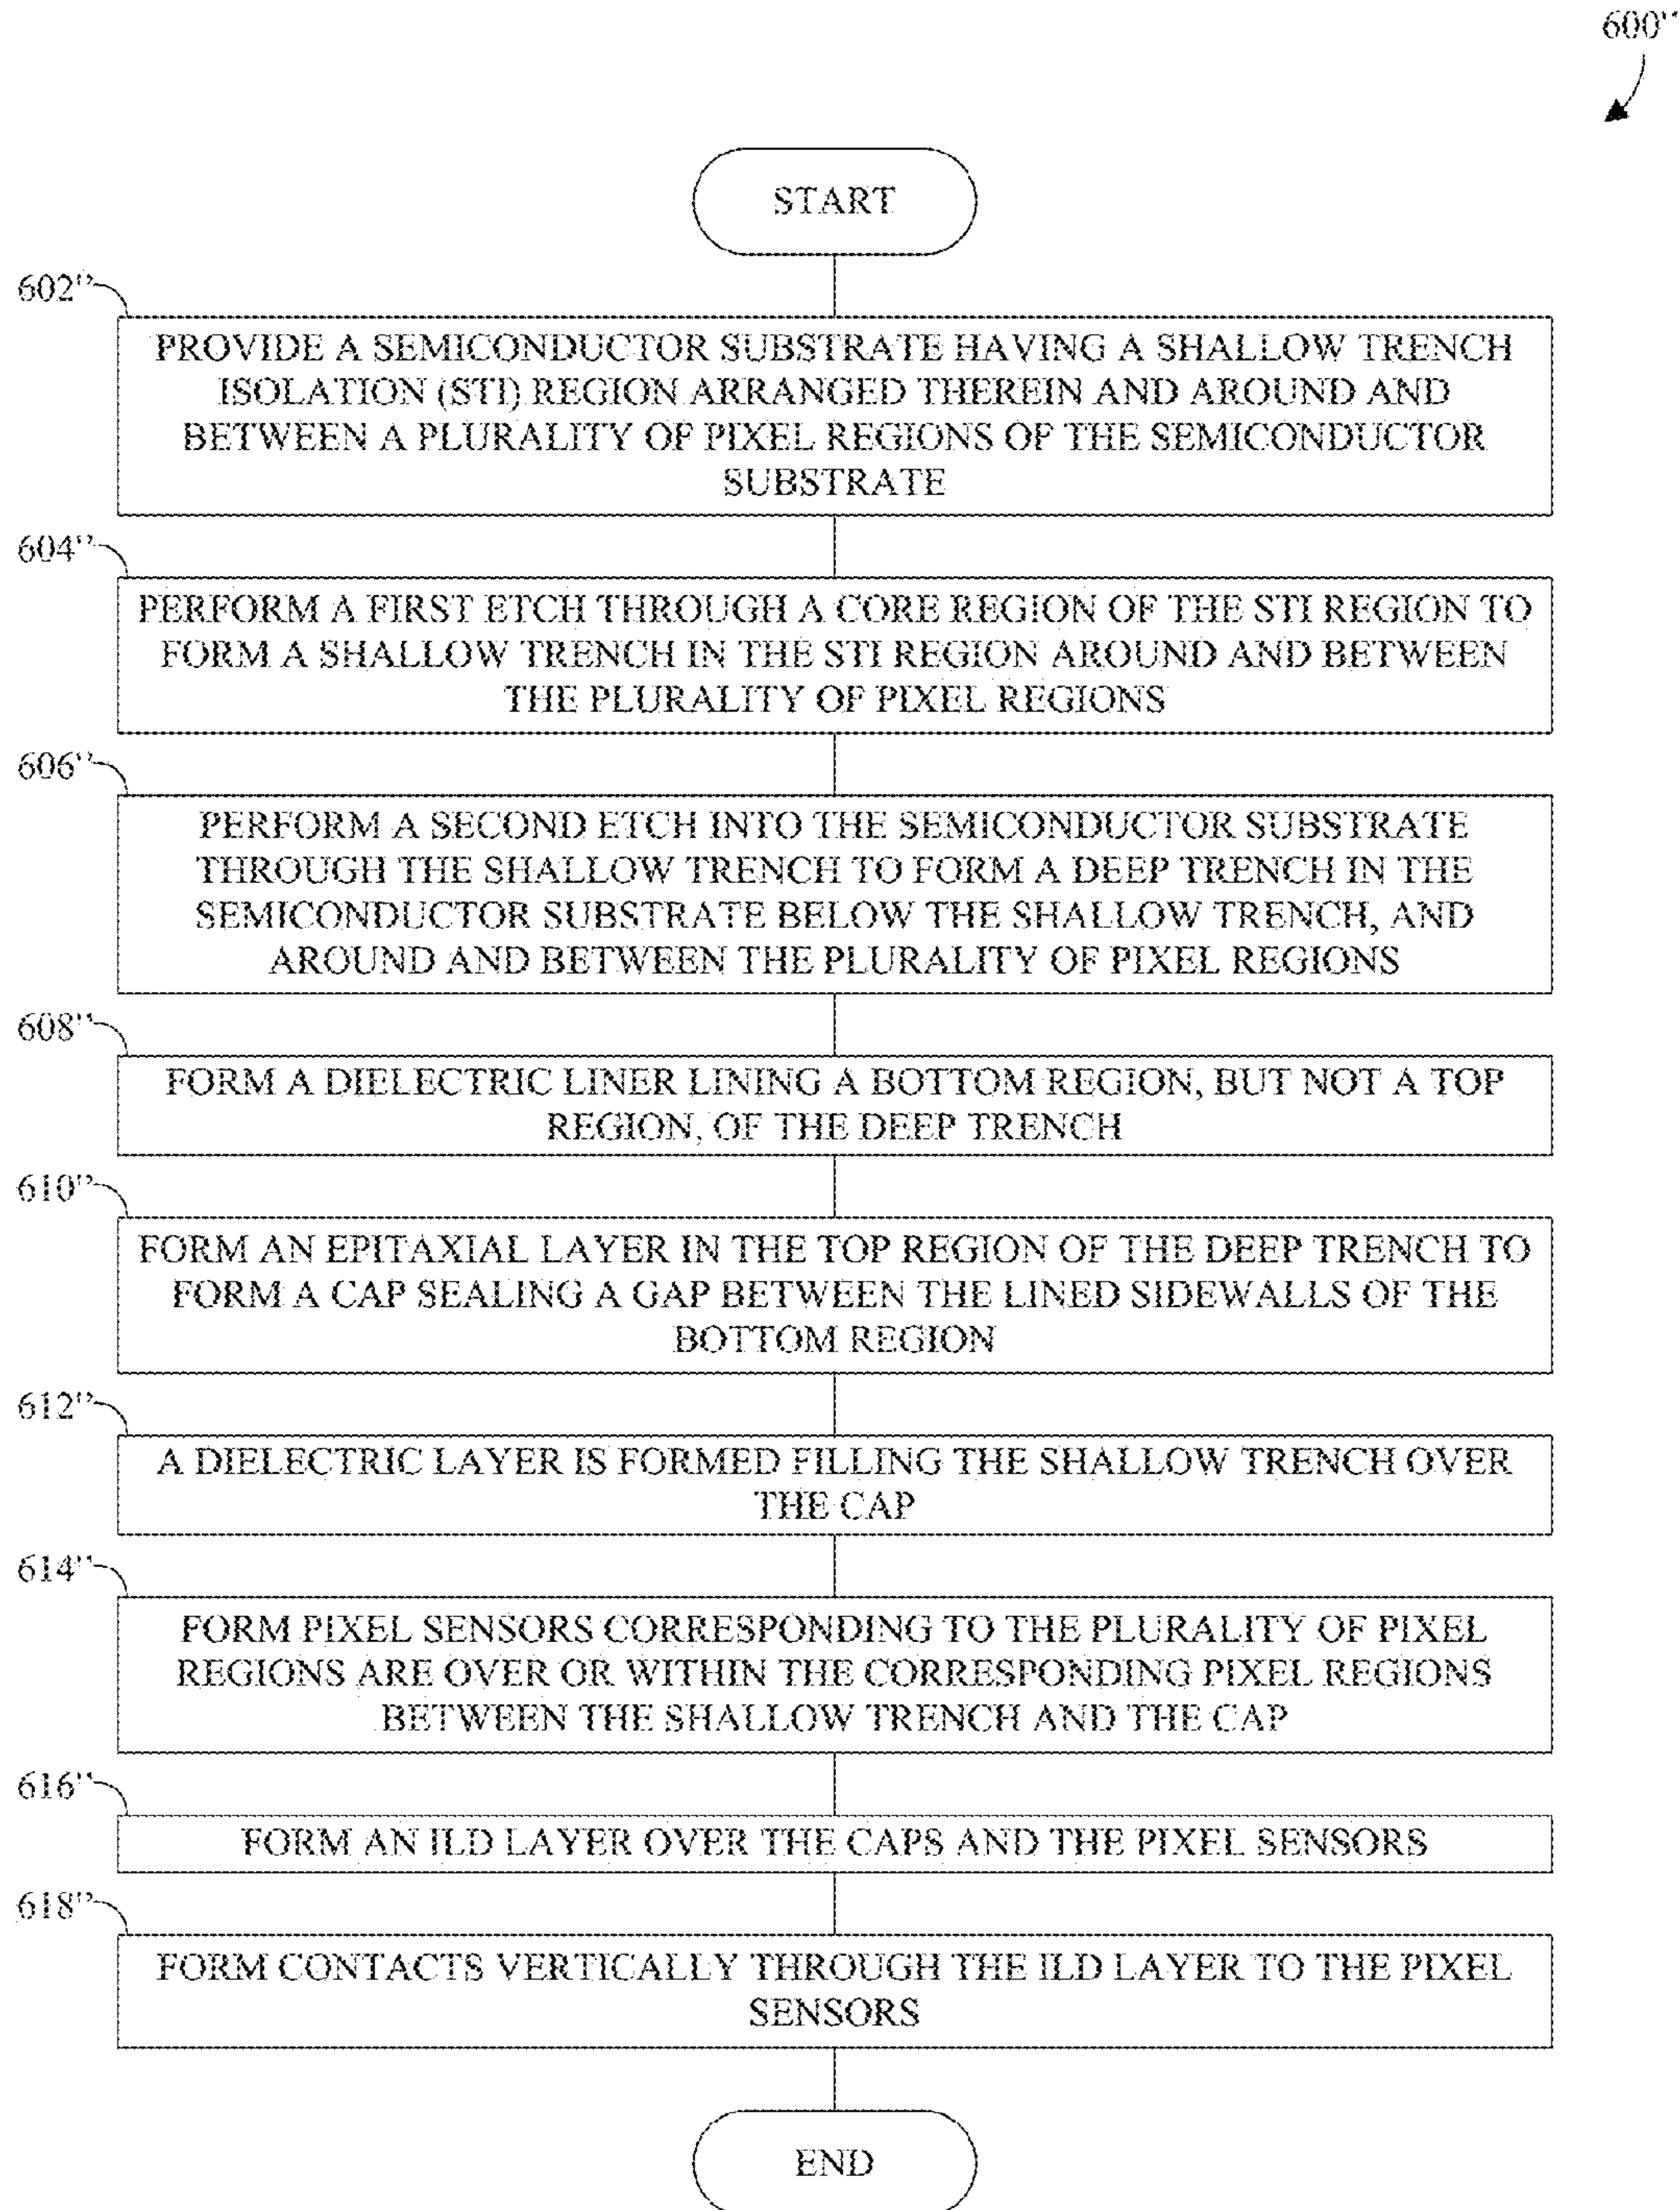 600''
START
602''
PROVIDE A SEMICONDUCTOR SUBSTRATE HAVING A SHALLOW TRENCH
ISOLATION (STI) REGION ARRANGED THEREIN AND AROUND AND
BETWEEN A PLURALITY OF PIXEL REGIONS OF THE SEMICONDUCTOR
SUBSTRATE
604''
PERFORM A FIRST ETCH THROUGH A CORE REGION OF THE STI REGION TO
FORM A SHALLOW TRENCH IN THE STI REGION AROUND AND BETWEEN
THE PLURALITY OF PIXEL REGIONS
606''
PERFORM A SECOND ETCH INTO THE SEMICONDUCTOR SUBSTRATE
THROUGH THE SHALLOW TRENCH TO FORM A DEEP TRENCH IN THE
SEMICONDUCTOR SUBSTRATE BELOW THE SHALLOW TRENCH, AND
AROUND AND BETWEEN THE PLURALITY OF PIXEL REGIONS
608''
FORM A DIELECTRIC LINER LINING A BOTTOM REGION, BUT NOT A TOP
REGION, OF THE DEEP TRENCH
610''
FORM AN EPITAXIAL LAYER IN THE TOP REGION OF THE DEEP TRENCH TO
FORM A CAP SEALING A GAP BETWEEN THE LINED SIDEWALLS OF THE
BOTTOM REGION
612''
A DIELECTRIC LAYER IS FORMED FILLING THE SHALLOW TRENCH OVER
THE CAP
614''
FORM PIXEL SENSORS CORRESPONDING TO THE PLURALITY OF PIXEL
REGIONS ARE OVER OR WITHIN THE CORRESPONDING PIXEL REGIONS
BETWEEN THE SHALLOW TRENCH AND THE CAP
616''
FORM AN ILD LAYER OVER THE CAPS AND THE PIXEL SENSORS
618''
FORM CONTACTS VERTICALLY THROUGH THE ILD LAYER TO THE PIXEL
SENSORS
END